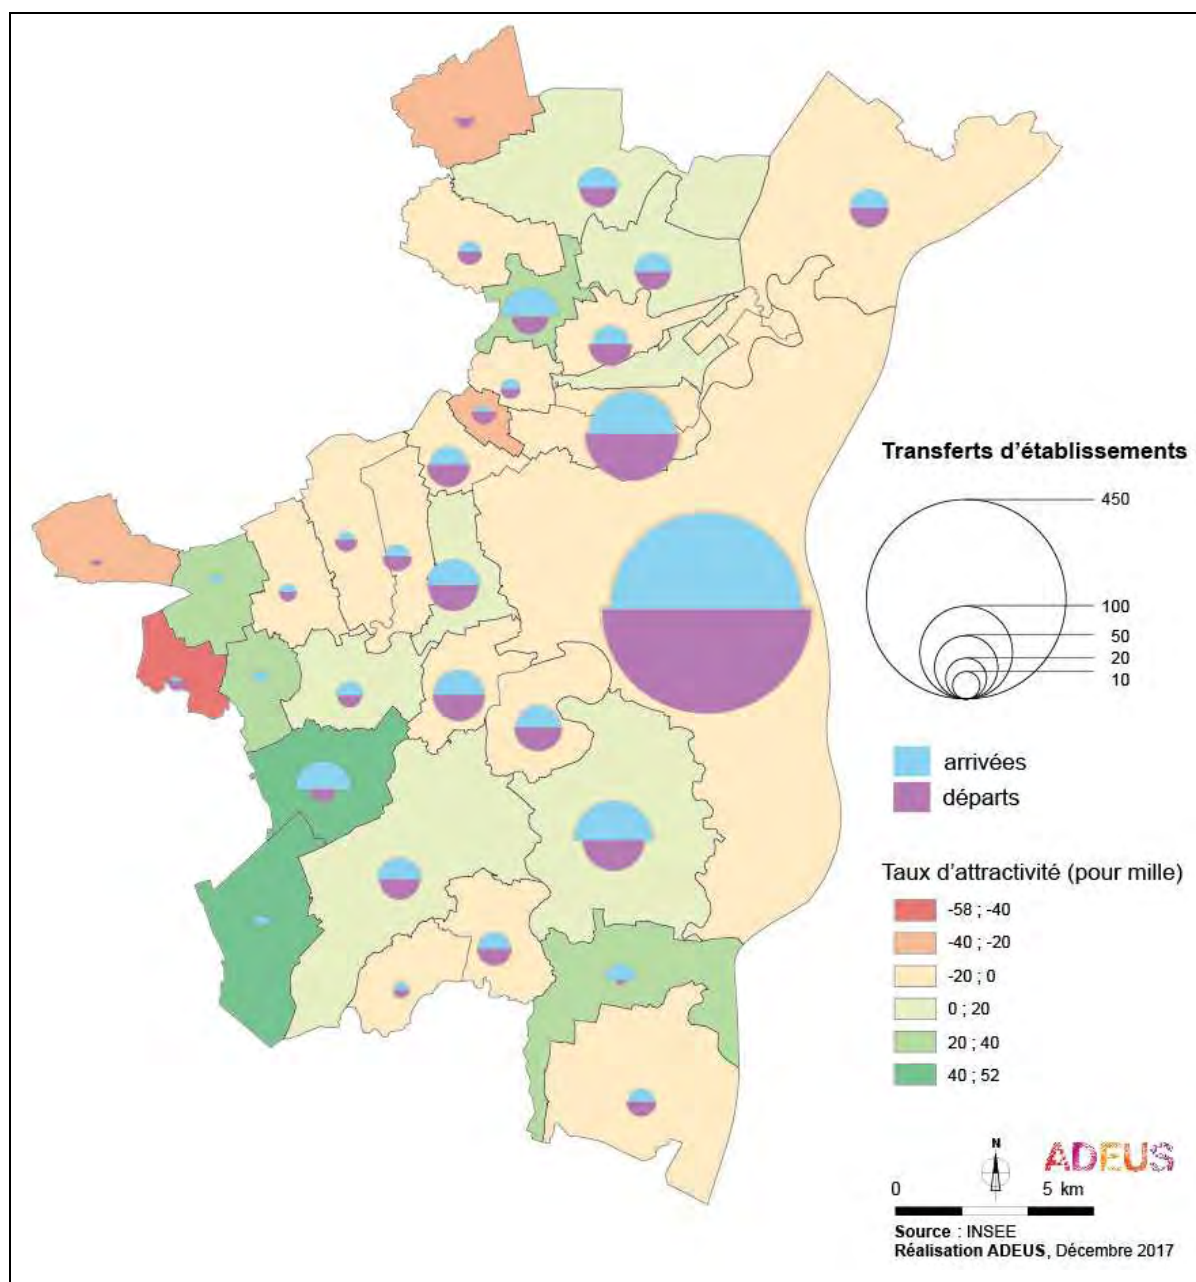 Transferts d'établissements
450
100
50
20
10
arrivées
départs
Taux d'attractivité (pour mille)
-58 ; -40
-40 ; -20
-20 ; 0
0 ; 20
20 ; 40
40 ; 52
N
ADEUS
0 5 km
Source : INSEE
Réalisation ADEUS, Décembre 2017